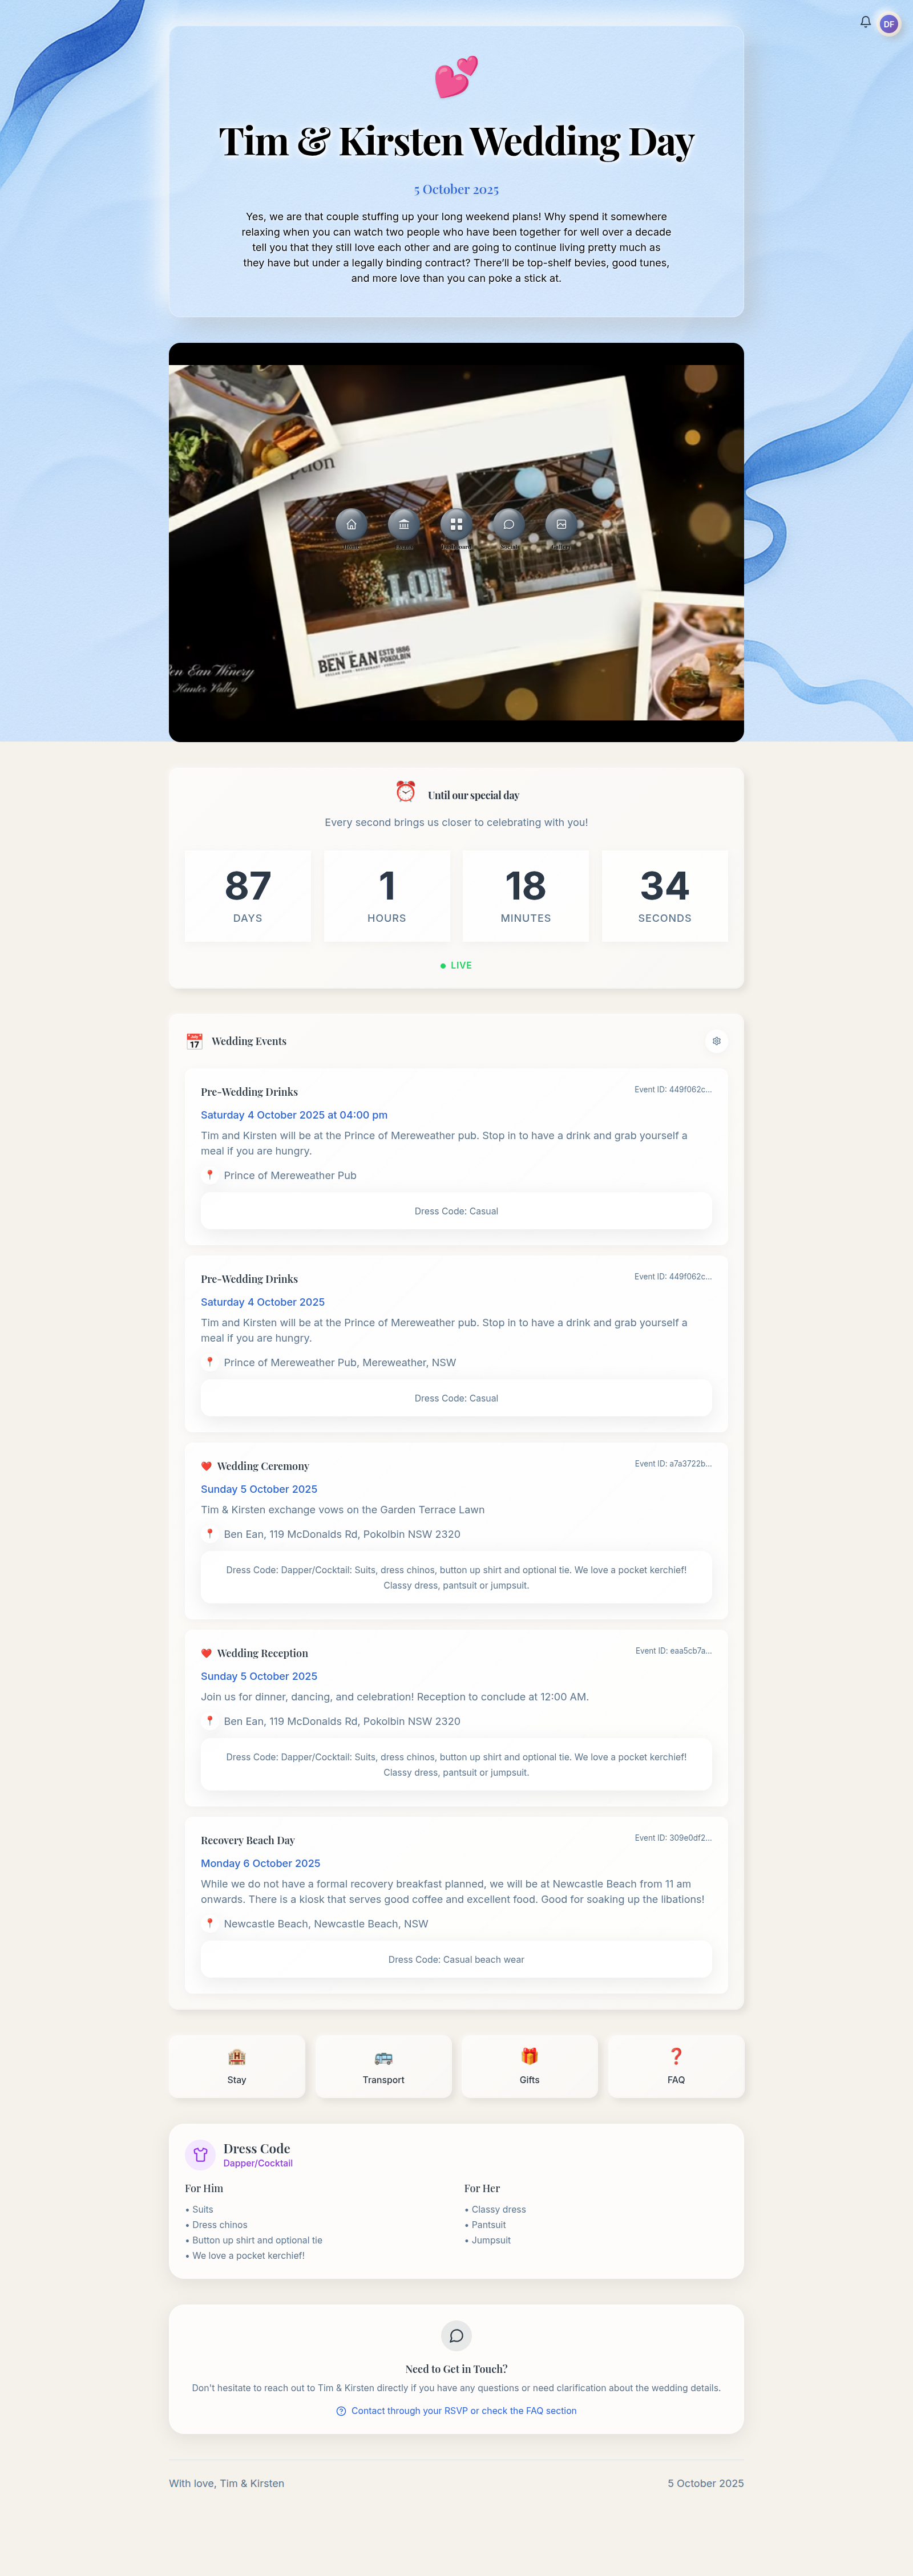 DF
Tim & Kirsten Wedding Day
5 October 2025
Yes, we are that couple stuffing up your long weekend plans! Why spend it somewhere
relaxing when you can watch two people who have been together for well over a decade
tell you that they still love each other and are going to continue living pretty much as
they have but under a legally binding contract? There'll be top-shelf bevies, good tunes,
and more love than you can poke a stick at.
LOVE
BEN EAN ESTD 1886
POKOLBIN
Ben Ean Winery
Hunter Valley
Until our special day
Every second brings us closer to celebrating with you!
87
DAYS
1
HOURS
18
MINUTES
34
SECONDS
LIVE
Wedding Events
Pre-Wedding Drinks
Event ID: 449f062c...
Saturday 4 October 2025 at 04:00 pm
Tim and Kirsten will be at the Prince of Mereweather pub. Stop in to have a drink and grab yourself a
meal if you are hungry.
Prince of Mereweather Pub
Dress Code: Casual
Pre-Wedding Drinks
Event ID: 449f062c...
Saturday 4 October 2025
Tim and Kirsten will be at the Prince of Mereweather pub. Stop in to have a drink and grab yourself a
meal if you are hungry.
Prince of Mereweather Pub, Mereweather, NSW
Dress Code: Casual
Wedding Ceremony
Event ID: a7a3722b...
Sunday 5 October 2025
Tim & Kirsten exchange vows on the Garden Terrace Lawn
Ben Ean, 119 McDonalds Rd, Pokolbin NSW 2320
Dress Code: Dapper/Cocktail: Suits, dress chinos, button up shirt and optional tie. We love a pocket kerchief!
Classy dress, pantsuit or jumpsuit.
Wedding Reception
Event ID: eaa5cb7a...
Sunday 5 October 2025
Join us for dinner, dancing, and celebration! Reception to conclude at 12:00 AM.
Ben Ean, 119 McDonalds Rd, Pokolbin NSW 2320
Dress Code: Dapper/Cocktail: Suits, dress chinos, button up shirt and optional tie. We love a pocket kerchief!
Classy dress, pantsuit or jumpsuit.
Recovery Beach Day
Event ID: 309e0df2...
Monday 6 October 2025
While we do not have a formal recovery breakfast planned, we will be at Newcastle Beach from 11 am
onwards. There is a kiosk that serves good coffee and excellent food. Good for soaking up the libations!
Newcastle Beach, Newcastle Beach, NSW
Dress Code: Casual beach wear
Stay
Transport
Gifts
FAQ
Dress Code
Dapper/Cocktail
For Him
• Suits
• Dress chinos
• Button up shirt and optional tie
• We love a pocket kerchief!
For Her
• Classy dress
• Pantsuit
• Jumpsuit
Need to Get in Touch?
Don't hesitate to reach out to Tim & Kirsten directly if you have any questions or need clarification about the wedding details.
Contact through your RSVP or check the FAQ section
With love, Tim & Kirsten
5 October 2025